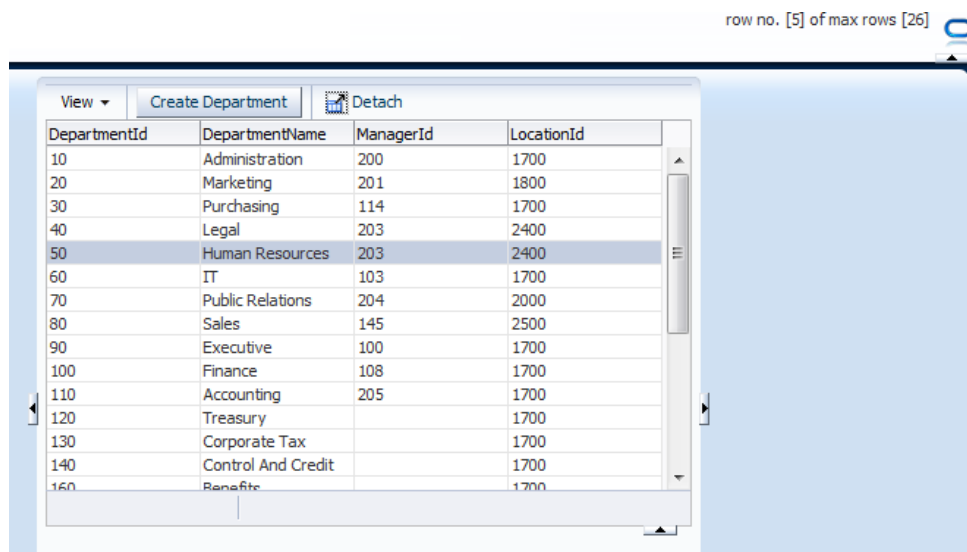 row no. [5] of max rows [26]
View Create Department Detach
DepartmentId DepartmentName ManagerId LocationId
10 Administration 200 1700
20 Marketing 201 1800
30 Purchasing 114 1700
40 Legal 203 2400
50 Human Resources 203 2400
60 IT 103 1700
70 Public Relations 204 2000
80 Sales 145 2500
90 Executive 100 1700
100 Finance 108 1700
110 Accounting 205 1700
120 Treasury 1700
130 Corporate Tax 1700
140 Control And Credit 1700
160 Benefits 1700